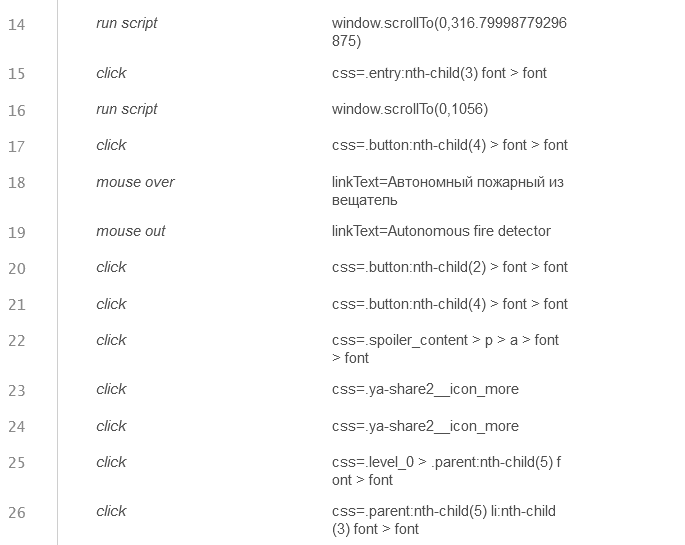 14 run script window.scrollTo(0,316.79998779296
875)
15 click css=.entry:nth-child(3) font > font
16 run script window.scrollTo(0,1056)
17 click css=.button:nth-child(4) > font > font
18 mouse over linkText=Автономный пожарный из
вещатель
19 mouse out linkText=Autonomous fire detector
20 click css=.button:nth-child(2) > font > font
21 click css=.button:nth-child(4) > font > font
22 click css=.spoiler_content > p > a > font
> font
23 click css=.ya-share2__icon_more
24 click css=.ya-share2__icon_more
25 click css=.level_0 > .parent:nth-child(5) f
ont > font
26 click css=.parent:nth-child(5) li:nth-child
(3) font > font